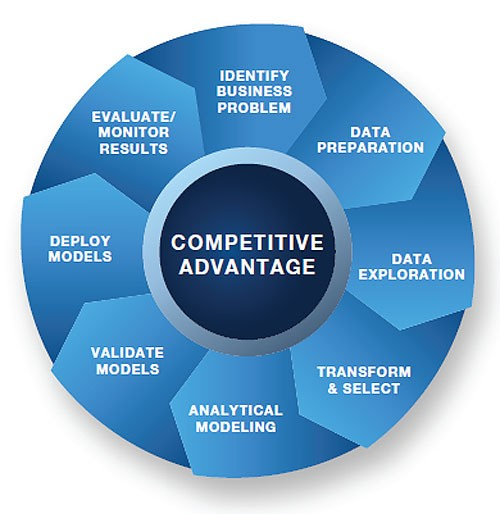 IDENTIFY
BUSINESS
PROBLEM
DATA
PREPARATION
DATA
EXPLORATION
TRANSFORM
& SELECT
ANALYTICAL
MODELING
VALIDATE
MODELS
DEPLOY
MODELS
EVALUATE/
MONITOR
RESULTS
COMPETITIVE
ADVANTAGE